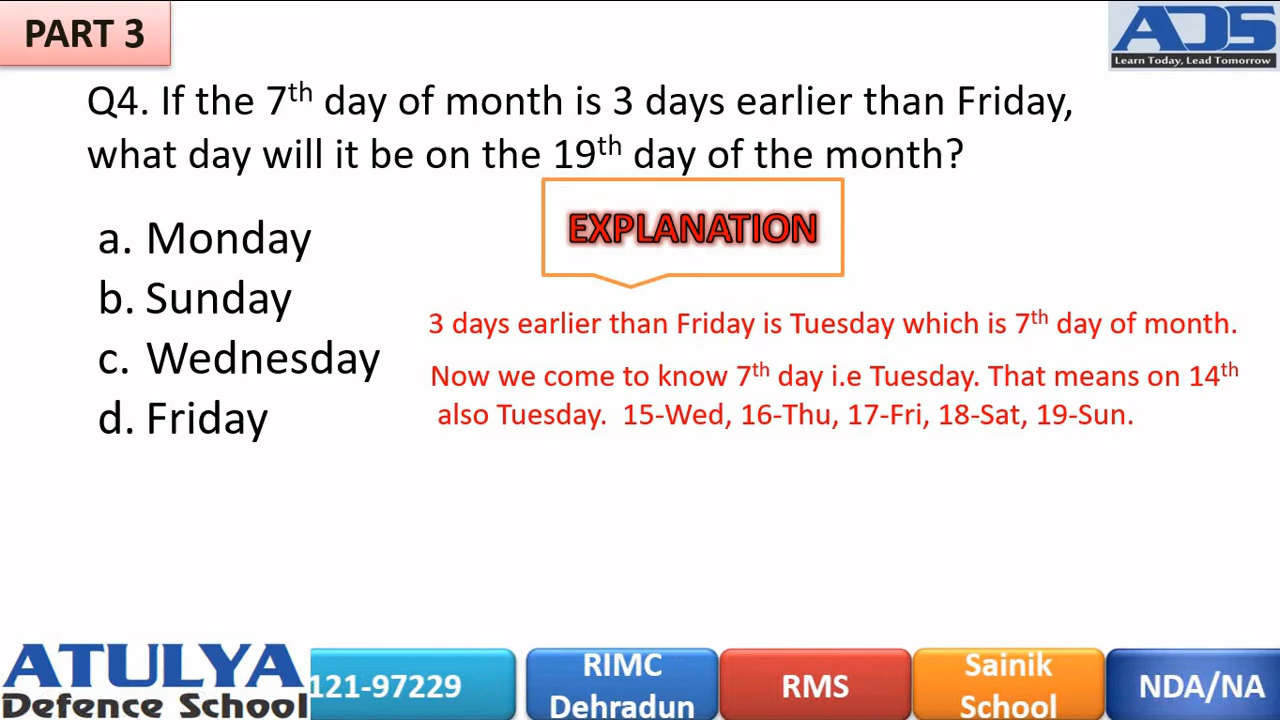 PART 3
ADS
Learn Today, Lead Tomorrow
Q4. If the 7th day of month is 3 days earlier than Friday,
what day will it be on the 19th day of the month?
EXPLANATION
a. Monday
b. Sunday
c. Wednesday
d. Friday
3 days earlier than Friday is Tuesday which is 7th day of month.
Now we come to know 7th day i.e Tuesday. That means on 14th
also Tuesday. 15-Wed, 16-Thu, 17-Fri, 18-Sat, 19-Sun.
ATULYA
Defence School
121-97229
RIMC
Dehradun
RMS
Sainik
School
NDA/NA